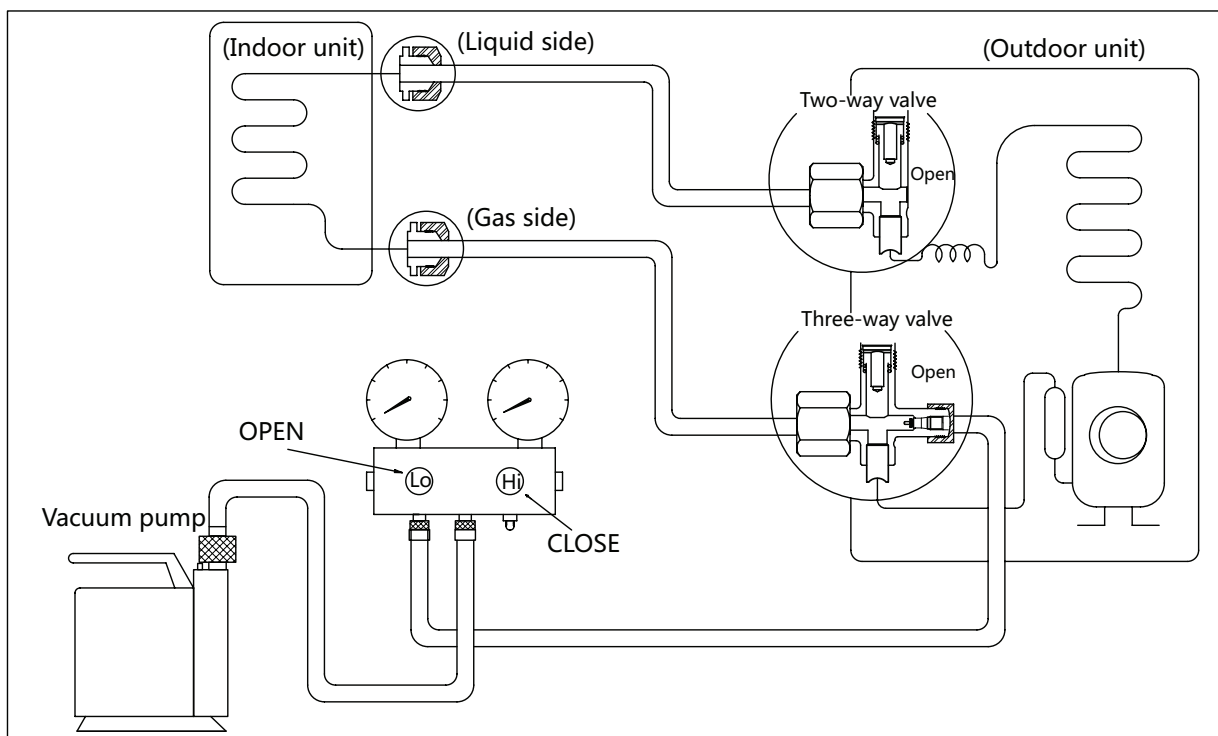 (Indoor unit)
(Liquid side)
(Outdoor unit)
Two-way valve
Open
(Gas side)
Three-way valve
Open
OPEN
Lo
Hi
CLOSE
Vacuum pump